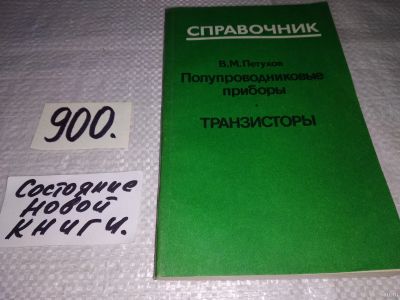 СПРАВОЧНИК
В.М.Петухов
Полупроводниковые
приборы
ТРАНЗИСТОРЫ
900.
Состояние
Новой
Книги.